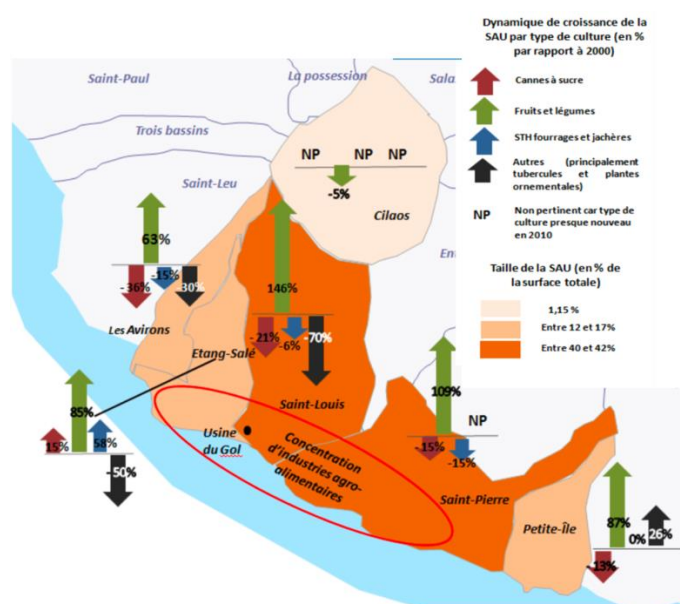 Dynamique de croissance de la
SAU par type de culture (en %
par rapport à 2000)
Cannes à sucre
Fruits et légumes
STH fourrages et jachères
Autres (principalement
tubercules et plantes
ornementales)
NP
Non pertinent car type de
culture presque nouveau
en 2010
Taille de la SAU (en % de
la surface totale)
1,15 %
Entre 12 et 17%
Entre 40 et 42%
Saint-Paul
La possession
Sala
Trois bassins
NP NP NP
-5%
Saint-Leu
Cilaos
Ent
63%
-36%
-15%
-30%
Les Avirons
146%
-21%
-6%
-70%
Etang-Salé
Saint-Louis
109%
NP
-15%
-15%
85%
15%
58%
-50%
Usine
du Gol
Concentration
d'industries agro-
alimentaires
Saint-Pierre
Petite-Île
87%
0%
26%
-13%